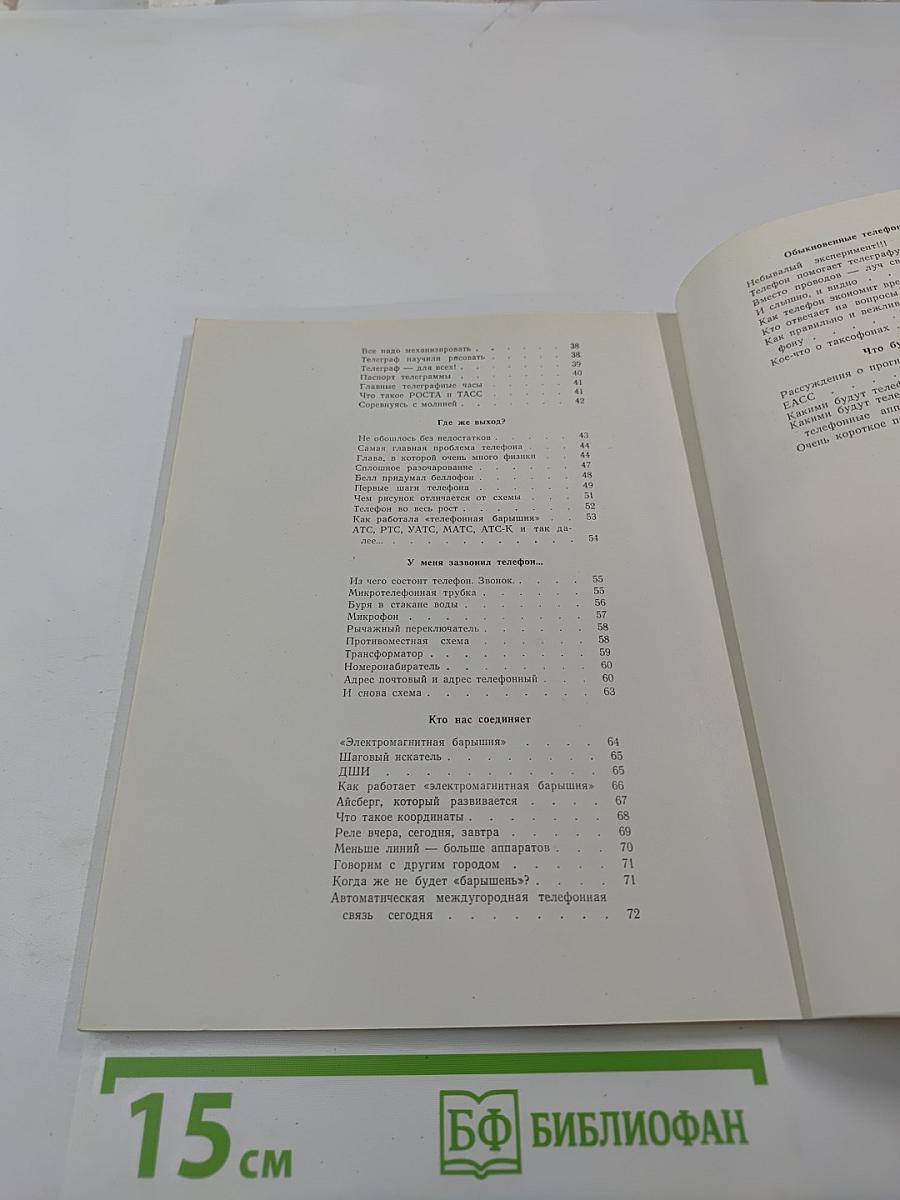 Все надо механизировать . . . . . . 38
Телеграф научили рисовать . . . . . 38
Телеграф — для всех! . . . . . . 39
Паспорт телеграммы . . . . . . 40
Главные телеграфные часы . . . . . 41
Что такое РОСТА и ТАСС . . . . . 41
Соревнуясь с молнией . . . . . . 42
Где же выход?
Не обошлось без недостатков . . . . . 43
Самая главная проблема телефона . . . 44
Глава, в которой очень много физики . . 44
Сплошное разочарование . . . . . . 47
Белл придумал беллофон . . . . . . 48
Первые шаги телефона . . . . . . 49
Чем рисунок отличается от схемы . . . 51
Телефон во весь рост . . . . . . 52
Как работала «телефонная барышня» . . 53
АТС, РТС, УАТС, МАТС, АТС-К и так да-
лее... . . . . . . . . . . 54
У меня зазвонил телефон...
Из чего состоит телефон. Звонок. . . . . 55
Микротелефонная трубка . . . . . . 55
Буря в стакане воды . . . . . . . 56
Микрофон . . . . . . . . . 57
Рычажный переключатель . . . . . . 58
Противоместная схема . . . . . . 58
Трансформатор . . . . . . . . 59
Номеронабиратель . . . . . . . 60
Адрес почтовый и адрес телефонный . . . 60
И снова схема . . . . . . . . 63
Кто нас соединяет
«Электромагнитная барышня» . . . . 64
Шаговый искатель . . . . . . . 65
ДШИ . . . . . . . . . . 65
Как работает «электромагнитная барышня» 66
Айсберг, который развивается . . . . 67
Что такое координаты . . . . . . 68
Реле вчера, сегодня, завтра . . . . . 69
Меньше линий — больше аппаратов . . . 70
Говорим с другим городом . . . . . 71
Когда же не будет «барышень»? . . . . 71
Автоматическая междугородная телефонная
связь сегодня . . . . . . . . 72
Обыкновенные
Небывалый эксперимент!!!
Телефон помогает телеграфу
Вместо проводов — луч
И слышно, и видно . .
Как телефон экономит
Кто отвечает на вопросы
Как правильно и
фону . . . . .
Кое-что о таксофонах .
Что
Рассуждения о
ЕАСС . . . .
Какими будут
Какими будут
телефонные
Очень короткое
15 см
БФ БИБЛИОФАН